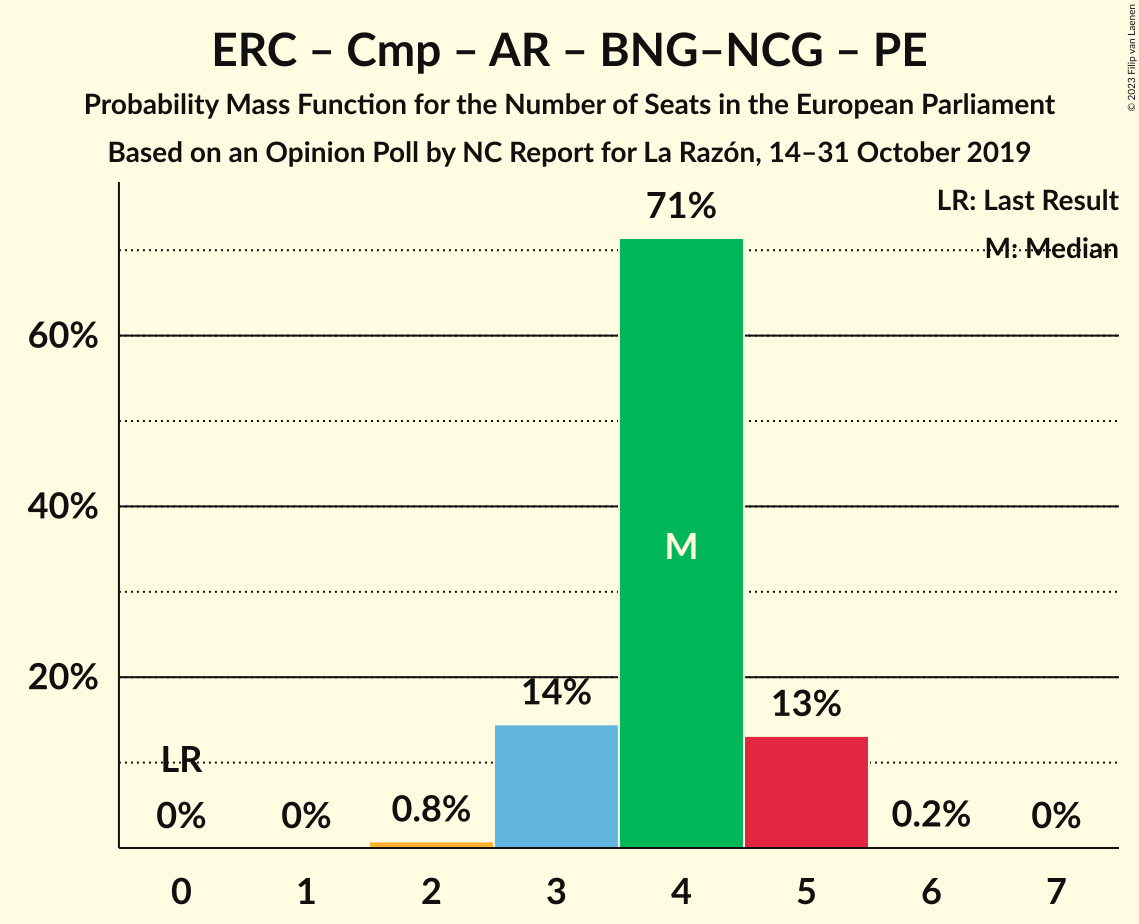 ERC – Cmp – AR – BNG–NCG – PE
Probability Mass Function for the Number of Seats in the European Parliament
Based on an Opinion Poll by NC Report for La Razón, 14–31 October 2019
© 2023 Filip van Laenen
LR: Last Result
M: Median
71%
60%
40%
M
20%
14%
13%
LR
0%
0%
0.8%
0.2%
0%
0
1
2
3
4
5
6
7